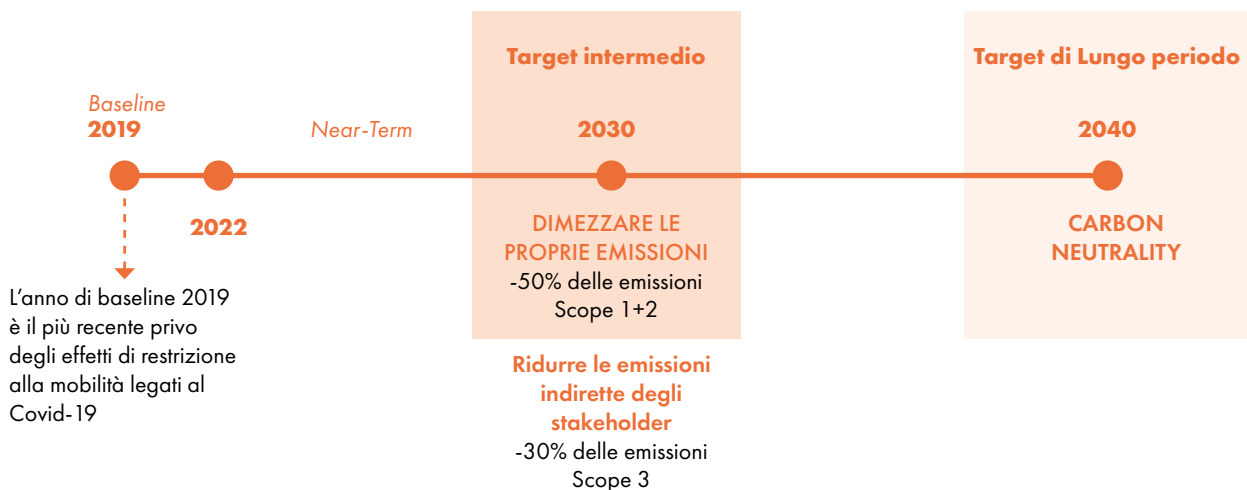 Baseline
2019
L'anno di baseline 2019
è il più recente privo
degli effetti di restrizione
alla mobilità legati al
Covid-19
2022
Near-Term
Target intermedio
2030
DIMEZZARE LE
PROPRIE EMISSIONI
-50% delle emissioni
Scope 1+2
Ridurre le emissioni
indirette degli
stakeholder
-30% delle emissioni
Scope 3
Target di Lungo periodo
2040
CARBON
NEUTRALITY